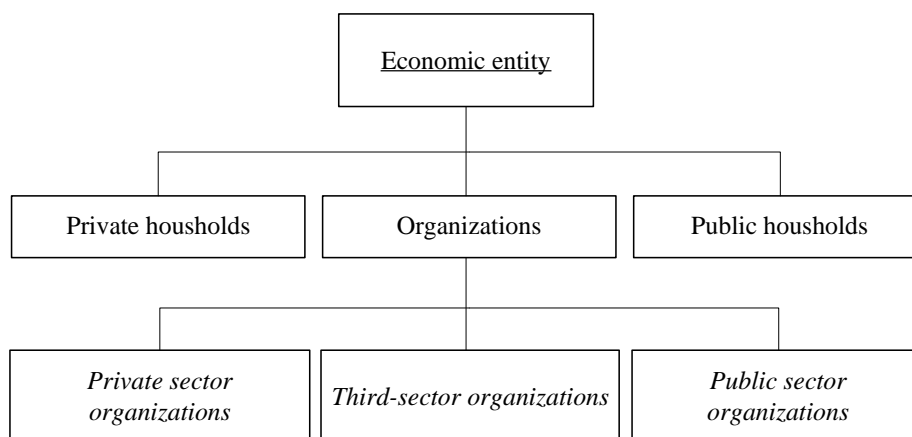 Economic entity
Private housholds
Organizations
Public housholds
Private sector
organizations
Third-sector organizations
Public sector
organizations